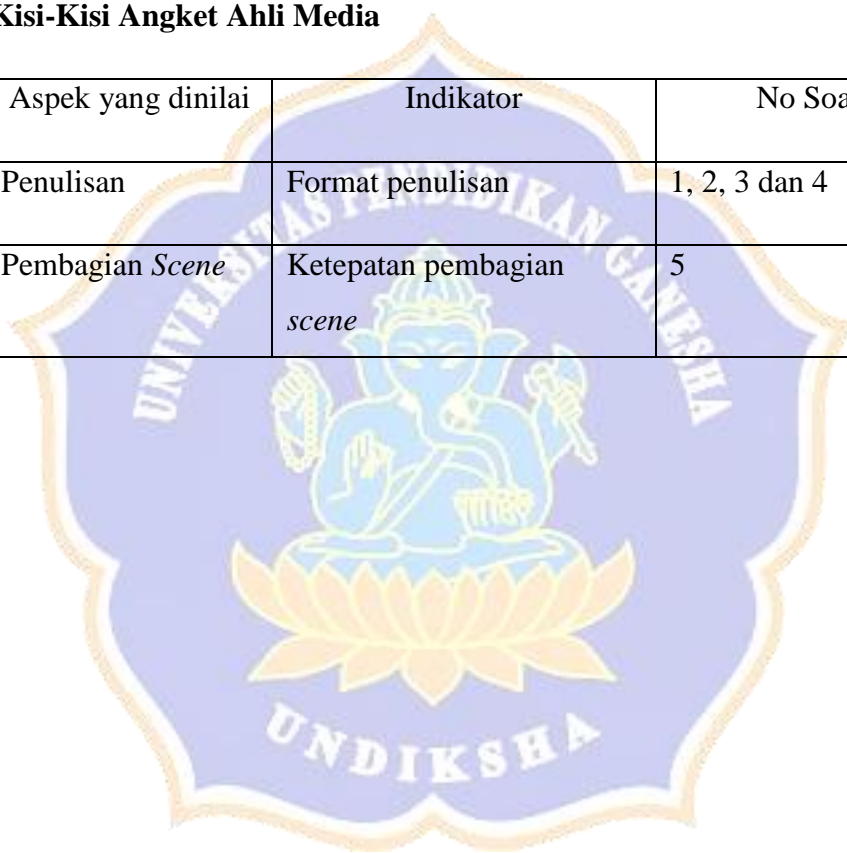 Kisi-Kisi Angket Ahli Media
Aspek yang dinilai Indikator No Soa
Penulisan Format penulisan 1, 2, 3 dan 4
Pembagian Scene Ketepatan pembagian 5
scene
UNIVERSITAS PENDIDIKAN GANESHA
UNDIKSHA